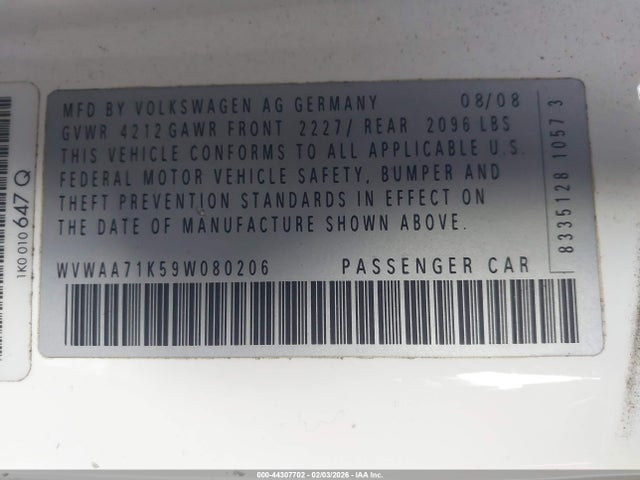 MFD BY VOLKSWAGEN AG GERMANY 08/08
GVWR 4212 GAWR FRONT 2227/ REAR 2096 LBS
THIS VEHICLE CONFORMS TO ALL APPLICABLE U.S.
FEDERAL MOTOR VEHICLE SAFETY, BUMPER AND
THEFT PREVENTION STANDARDS IN EFFECT ON
THE DATE OF MANUFACTURE SHOWN ABOVE.
WVWAA71K59W080206 PASSENGER CAR
8335128 1057 3
1K0 010 647 Q
000-44307702 - 02/03/2026 - IAA Inc.